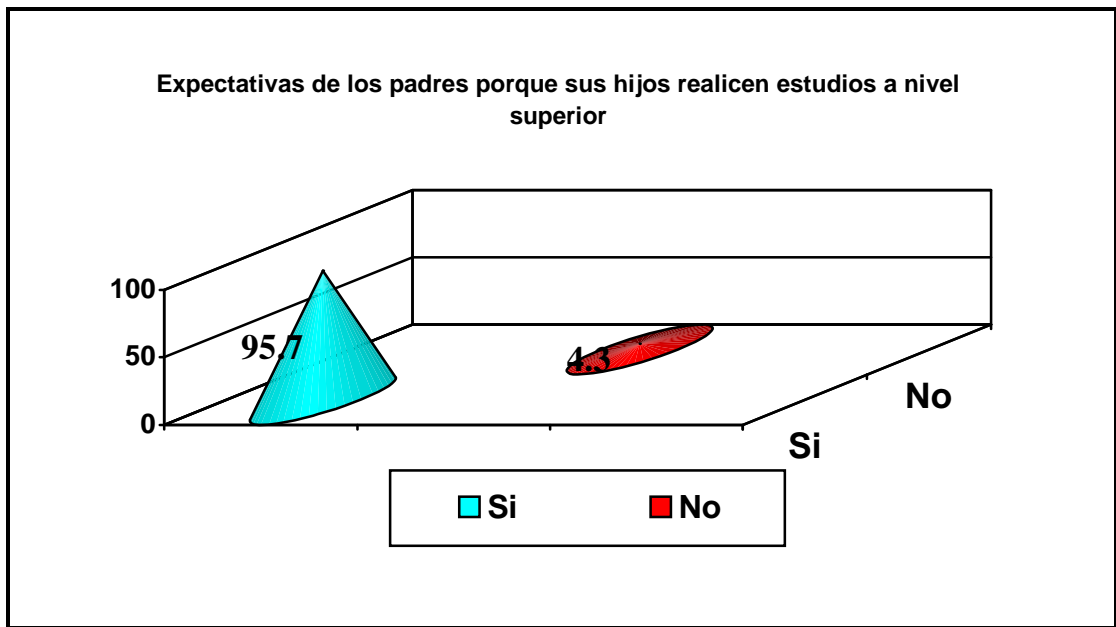 Expectativas de los padres porque sus hijos realicen estudios a nivel
superior
100
50
0
95.7
4.3
No
Si
Si No